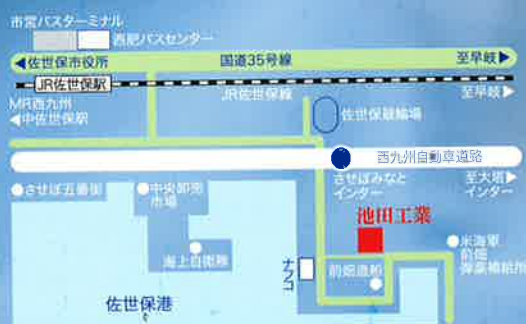 市営バスターミナル
西肥バスセンター
◀佐世保市役所 国道35号線 至早岐▶
JR佐世保駅
JR佐世保線
至早岐▶
MR西九州
◀中佐世保駅
佐世保競輪場
西九州自動車道路
させぼみなと
インター
至大塔▶
インター
させぼ五番街
中央卸売
市場
池田工業
米海軍
前畑
弾薬補給所
海上自衛隊
ナフコ
前畑造船
佐世保港